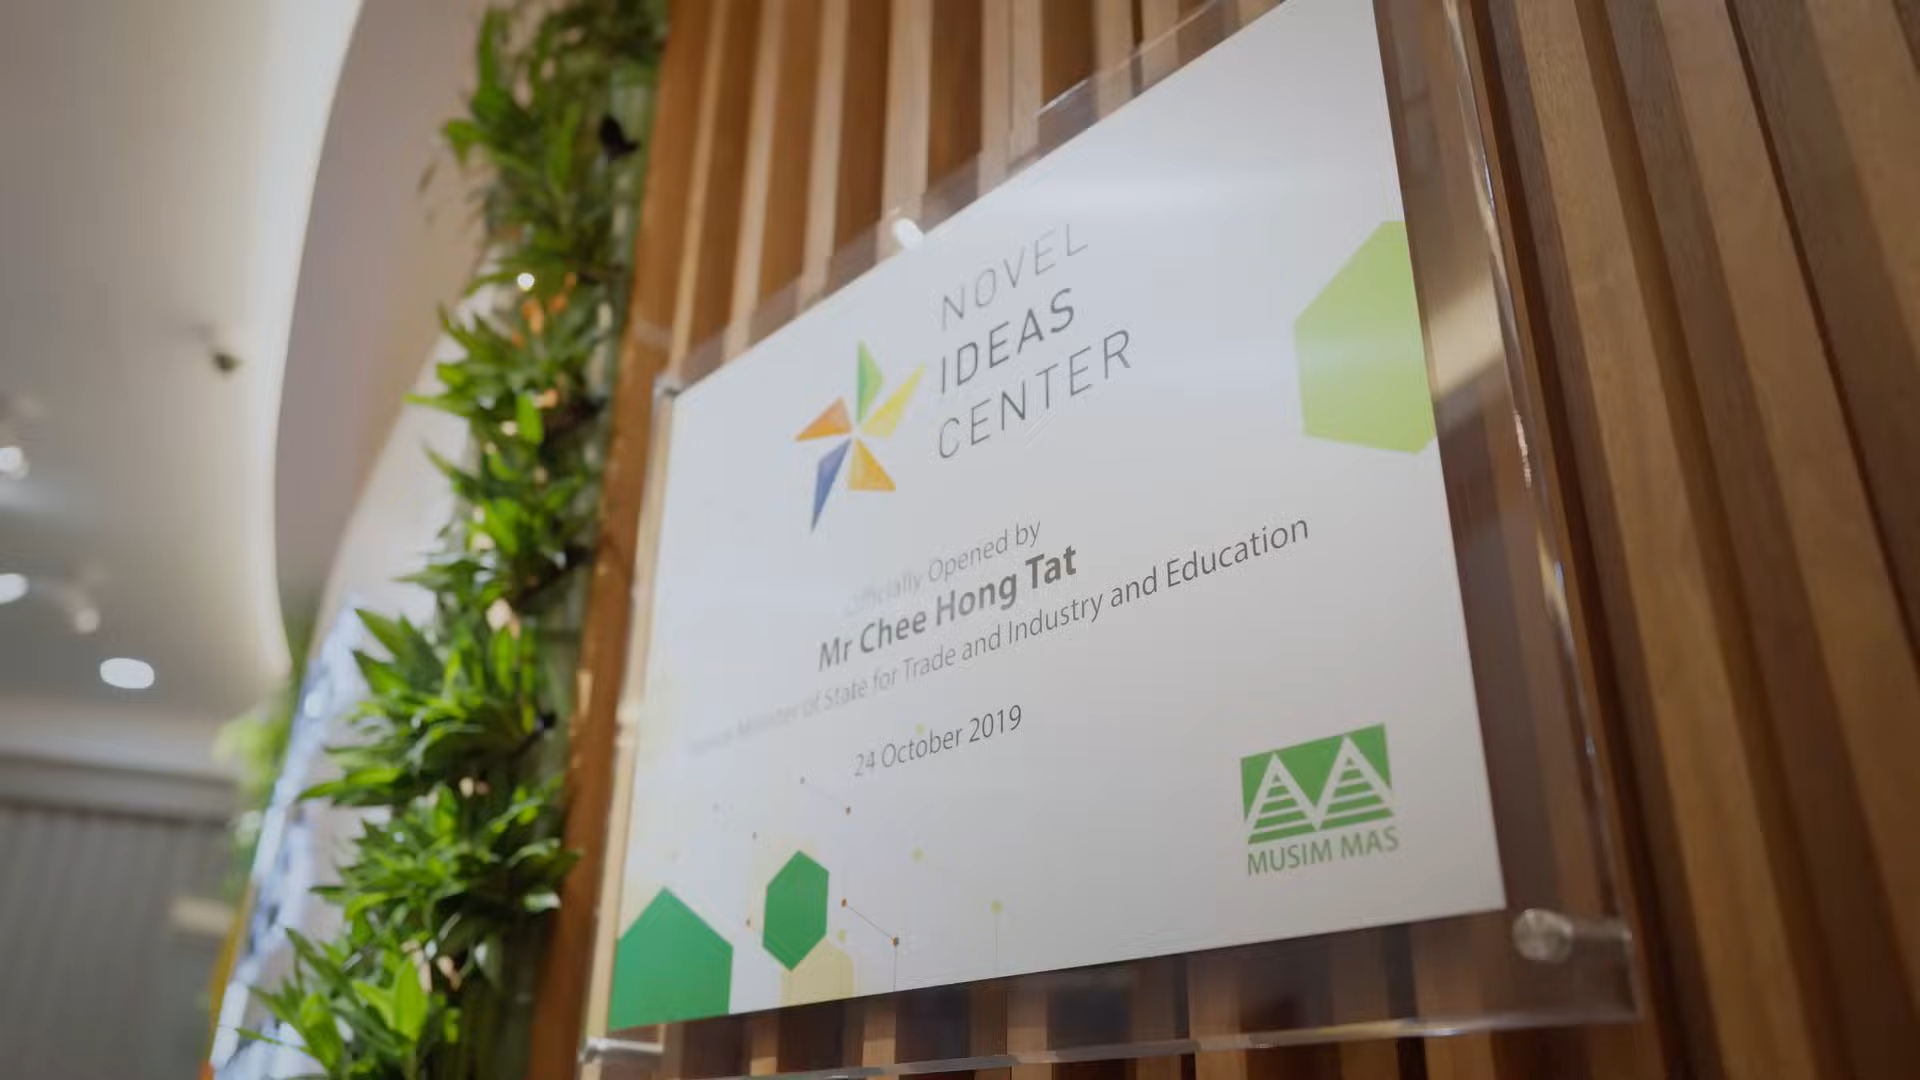 NOVEL
IDEAS
CENTER
Officially Opened by
Mr Chee Hong Tat
Senior Minister of State for Trade and Industry and Education
24 October 2019
MUSIM MAS